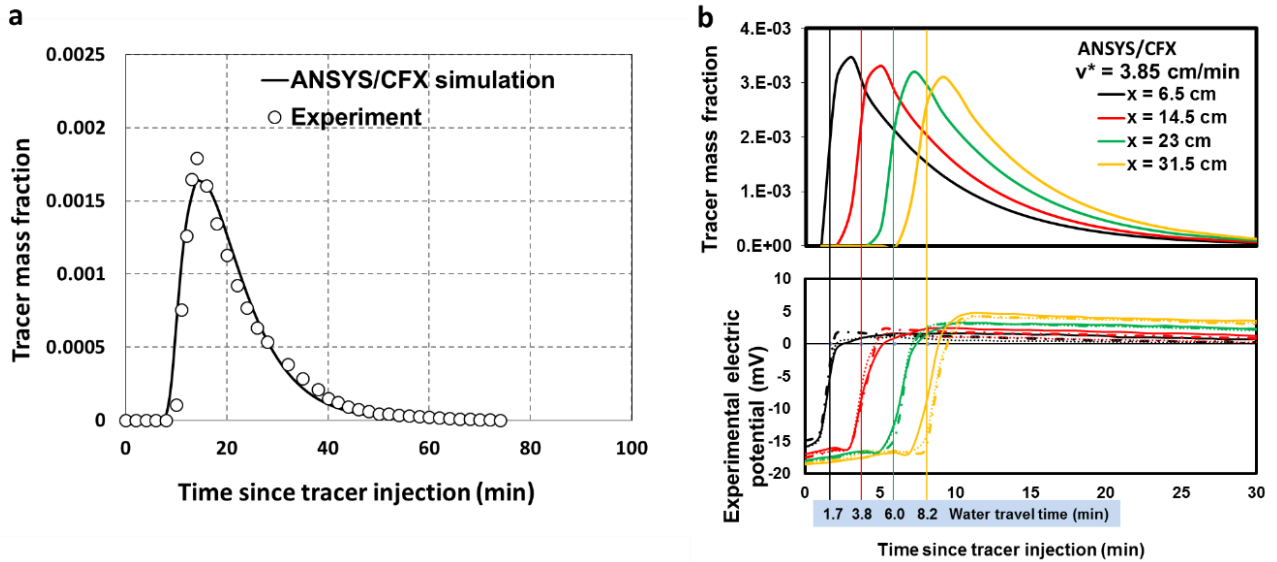 a
0.0025
0.002
0.0015
0.001
0.0005
0
Tracer mass fraction
ANSYS/CFX simulation
Experiment
0 20 40 60 80 100
Time since tracer injection (min)
b
4.E-03
3.E-03
2.E-03
1.E-03
0.E+00
Tracer mass fraction
ANSYS/CFX
v* = 3.85 cm/min
x = 6.5 cm
x = 14.5 cm
x = 23 cm
x = 31.5 cm
10
5
0
-5
-10
-15
-20
Experimental electric
potential (mV)
0 5 10 15 20 25 30
1.7 3.8 6.0 8.2 Water travel time (min)
Time since tracer injection (min)